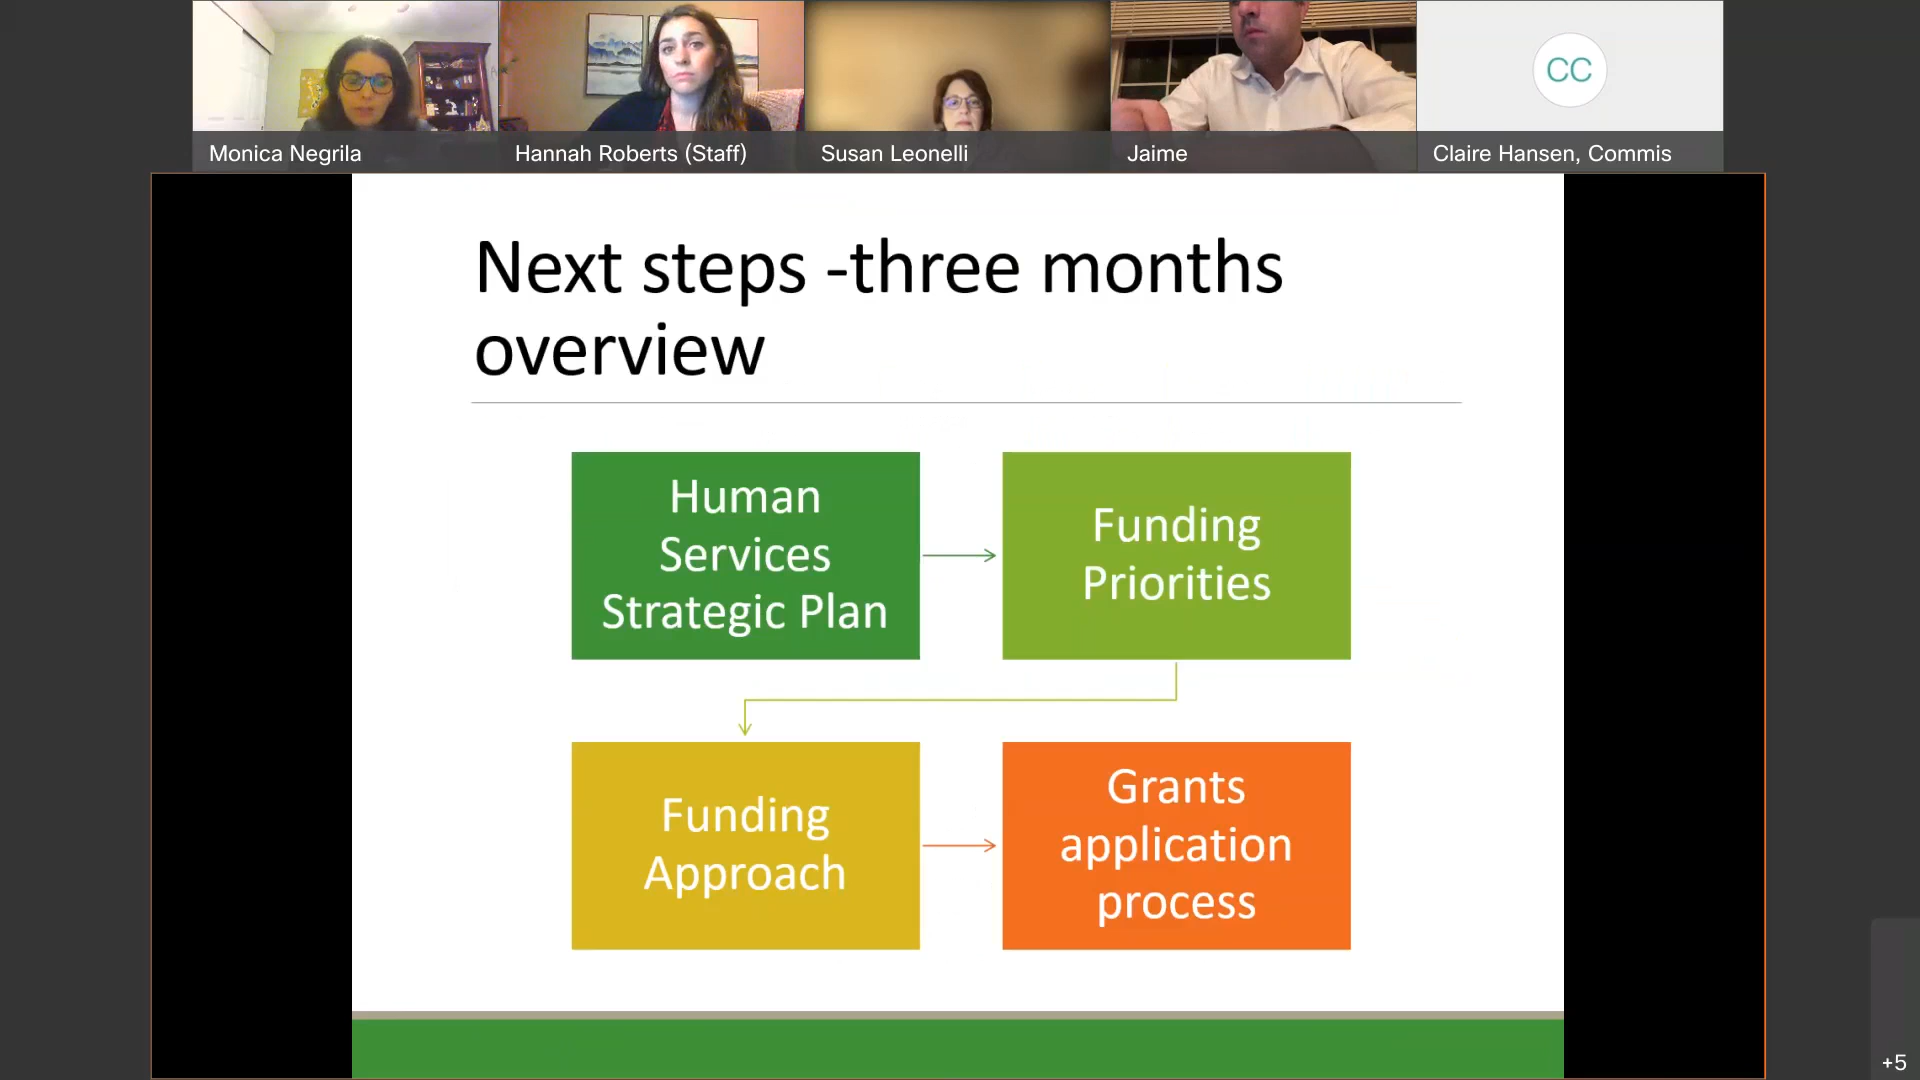 Monica Negrila
Hannah Roberts (Staff)
Susan Leonelli
Jaime
CC
Claire Hansen, Commis
Next steps -three months
overview
Human
Services
Strategic Plan
Funding
Priorities
Funding
Approach
Grants
application
process
+5